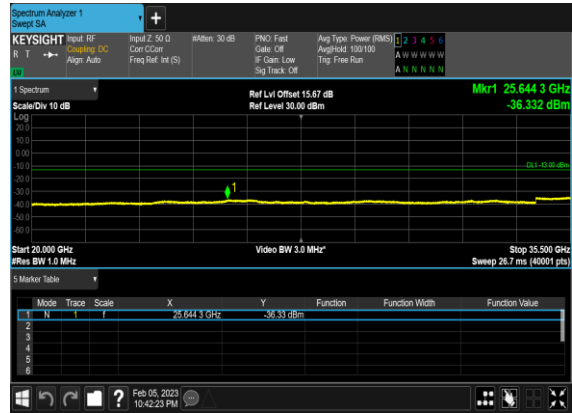 Spectrum Analyzer 1
Swept SA
+
KEYSIGHT Input: RF Input Z: 50 Ω #Atten: 30 dB PNO: Fast Avg Type: Power (RMS) 1 2 3 4 5 6
R T Coupling: DC Corr CCorr Gate: Off Avg|Hold: 100/100 A W W W W W
Align: Auto Freq Ref: Int (S) IF Gain: Low Trig: Free Run
Sig Track: Off A N N N N N
1 Spectrum Ref Lvl Offset 15.67 dB Mkr1 25.644 3 GHz
Scale/Div 10 dB Ref Level 30.00 dBm -36.332 dBm
Log
20.0
10.0
0.00
-10.0 DL1 -13.00 dBm
-20.0
-30.0 1
-40.0
-50.0
-60.0
Start 20.000 GHz Video BW 3.0 MHz* Stop 35.500 GHz
#Res BW 1.0 MHz Sweep 26.7 ms (40001 pts)
5 Marker Table
Mode Trace Scale X Y Function Function Width Function Value
1 N 1 f 25.644 3 GHz -36.33 dBm
2
3
4
5
6
? Feb 05, 2023
10:42:23 PM